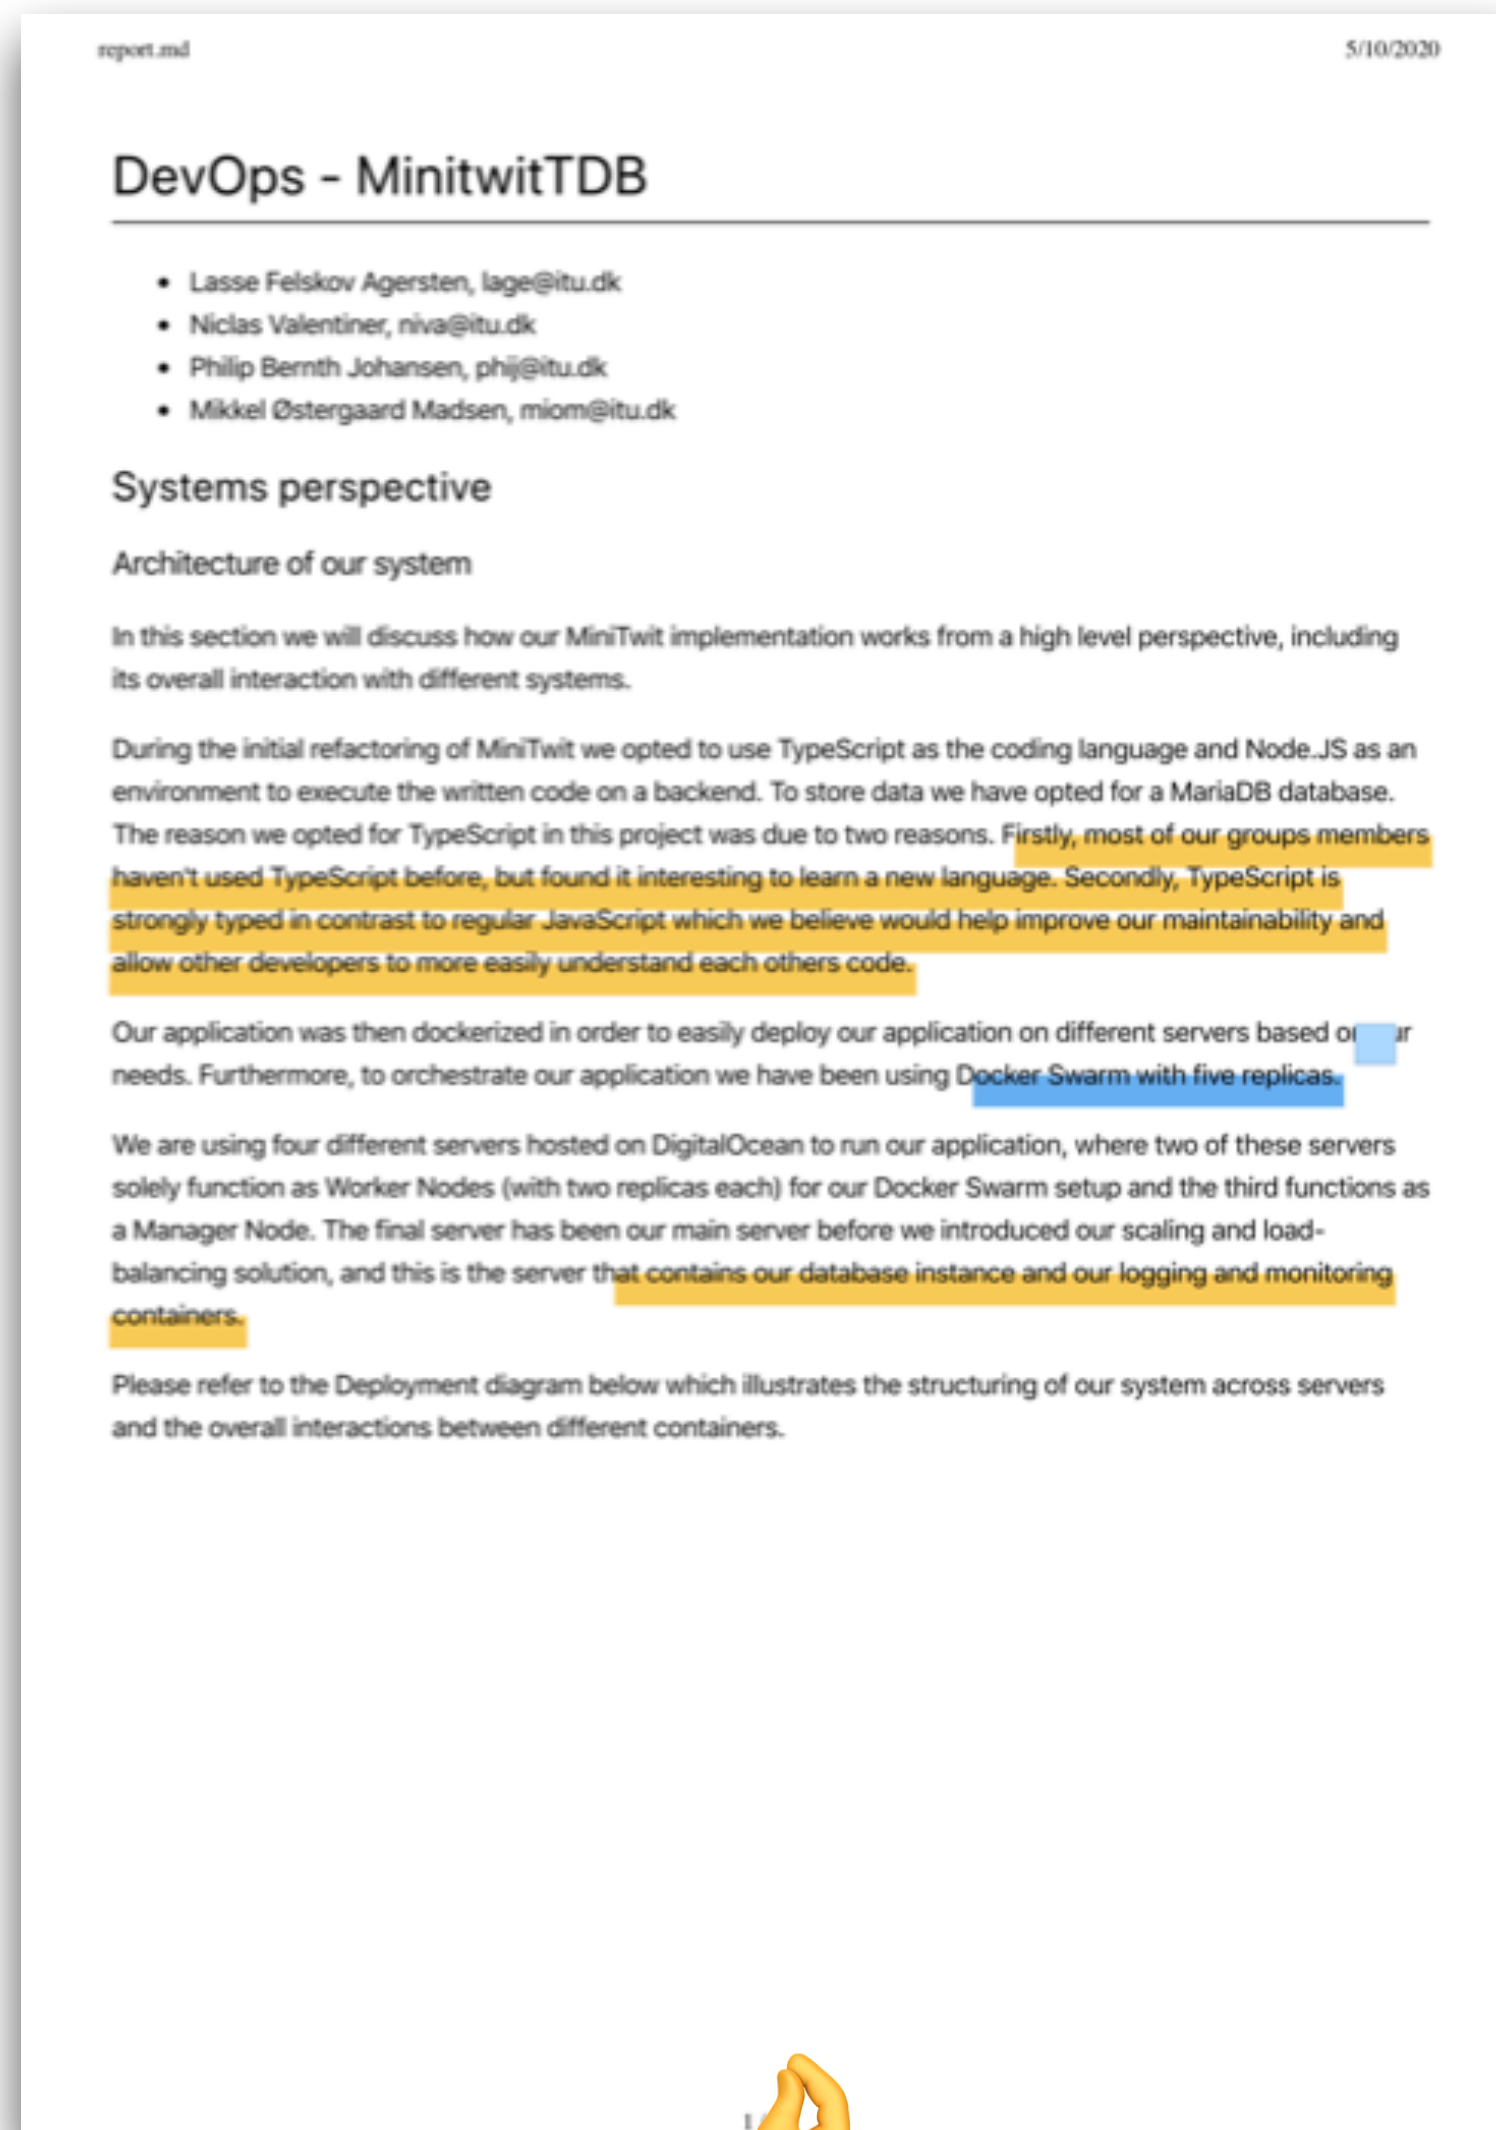 report.md
5/10/2020
DevOps - MinitwitTDB
• Lasse Felskov Agersten, lage@itu.dk
• Niclas Valentiner, niva@itu.dk
• Philip Bernth Johansen, phij@itu.dk
• Mikkel Østergaard Madsen, miom@itu.dk
Systems perspective
Architecture of our system
In this section we will discuss how our MiniTwit implementation works from a high level perspective, including
its overall interaction with different systems.
During the initial refactoring of MiniTwit we opted to use TypeScript as the coding language and Node.JS as an
environment to execute the written code on a backend. To store data we have opted for a MariaDB database.
The reason we opted for TypeScript in this project was due to two reasons. Firstly, most of our groups members
haven't used TypeScript before, but found it interesting to learn a new language. Secondly, TypeScript is
strongly typed in contrast to regular JavaScript which we believe would help improve our maintainability and
allow other developers to more easily understand each others code.
Our application was then dockerized in order to easily deploy our application on different servers based
needs. Furthermore, to orchestrate our application we have been using Docker Swarm with five replicas.
We are using four different servers hosted on DigitalOcean to run our application, where two of these servers
solely function as Worker Nodes (with two replicas each) for our Docker Swarm setup and the third functions as
a Manager Node. The final server has been our main server before we introduced our scaling and load-
balancing solution, and this is the server that contains our database instance and our logging and monitoring
containers.
Please refer to the Deployment diagram below which illustrates the structuring of our system across servers
and the overall interactions between different containers.
1 /